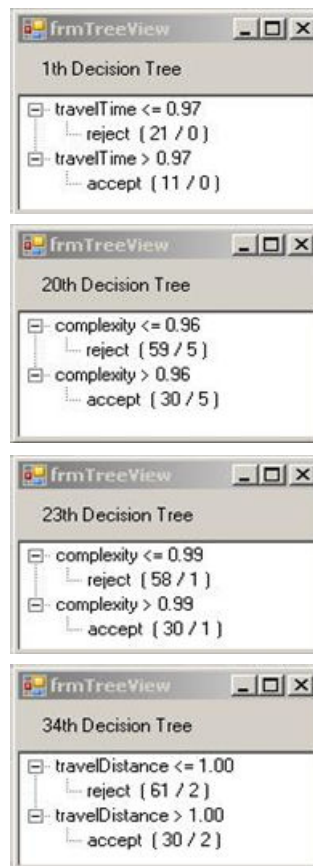 frmTreeView
1th Decision Tree
travelTime <= 0.97
reject ( 21 / 0 )
travelTime > 0.97
accept ( 11 / 0 )
frmTreeView
20th Decision Tree
complexity <= 0.96
reject ( 59 / 5 )
complexity > 0.96
accept ( 30 / 5 )
frmTreeView
23th Decision Tree
complexity <= 0.99
reject ( 58 / 1 )
complexity > 0.99
accept ( 30 / 1 )
frmTreeView
34th Decision Tree
travelDistance <= 1.00
reject ( 61 / 2 )
travelDistance > 1.00
accept ( 30 / 2 )